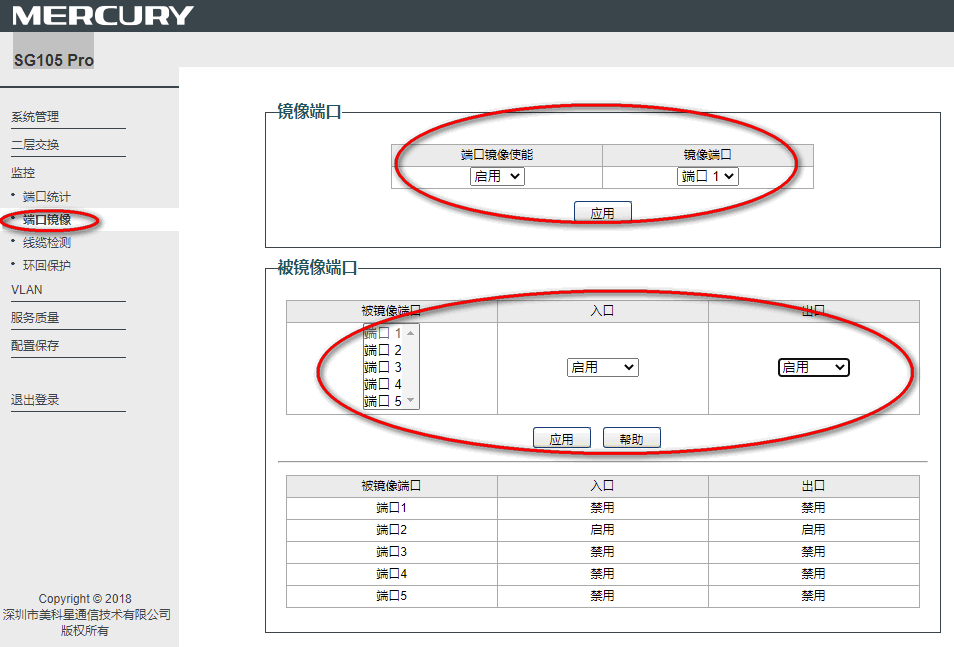 MERCURY
SG105 Pro
系统管理
二层交换
监控
端口统计
端口镜像
线缆检测
环回保护
VLAN
服务质量
配置保存
退出登录
Copyright © 2018
深圳市美科星通信技术有限公司
版权所有
镜像端口
端口镜像使能 镜像端口
启用 端口 1
应用
被镜像端口
被镜像端口 入口 出口
端口 1
端口 2
端口 3 启用 启用
端口 4
端口 5
应用 帮助
被镜像端口 入口 出口
端口1 禁用 禁用
端口2 启用 启用
端口3 禁用 禁用
端口4 禁用 禁用
端口5 禁用 禁用